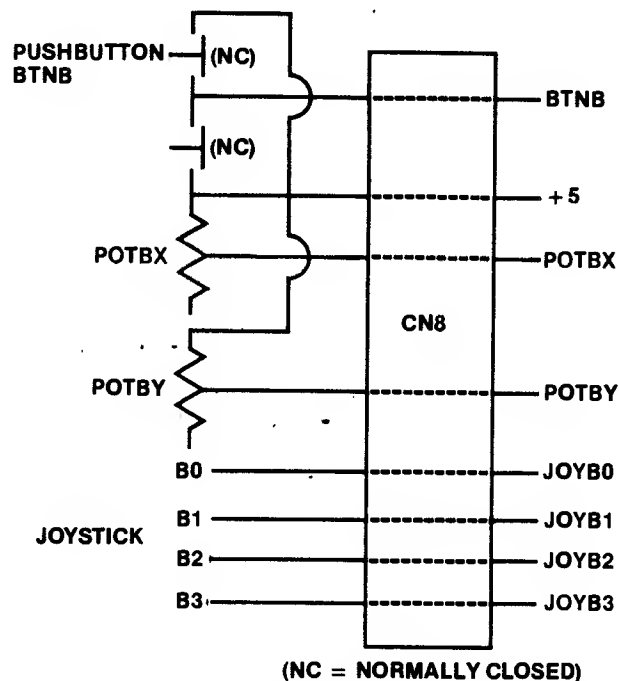 PUSHBUTTON
BTNB
(NC)
BTNB
(NC)
+5
POTBX
POTBX
CN8
POTBY
POTBY
B0
JOYB0
JOYSTICK
B1
JOYB1
B2
JOYB2
B3
JOYB3
(NC = NORMALLY CLOSED)